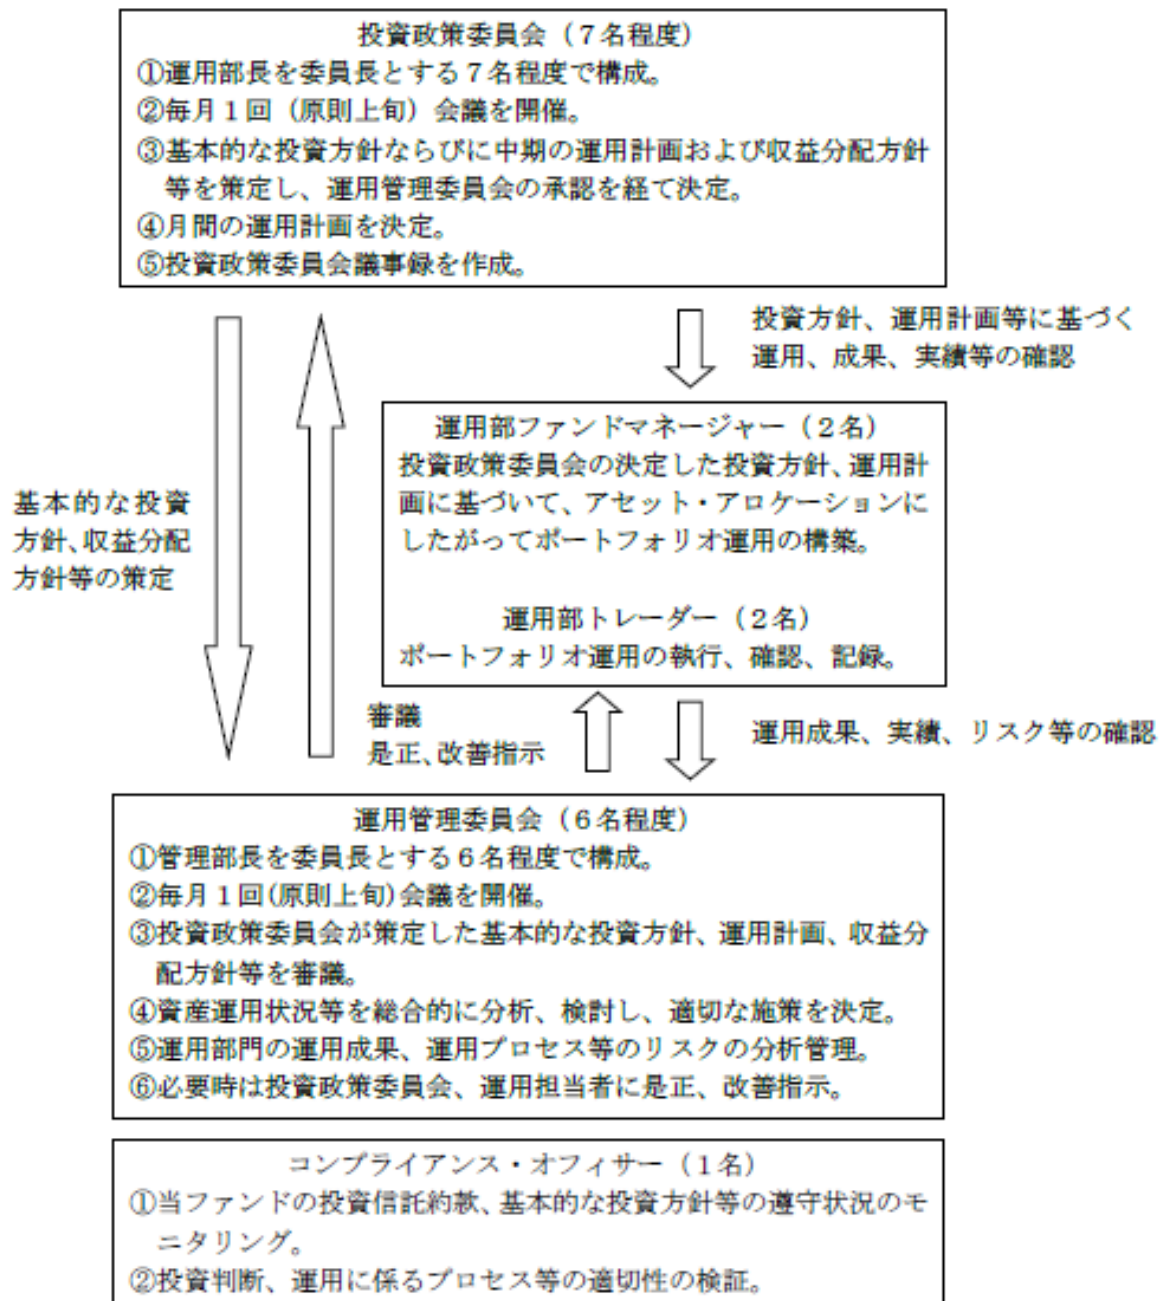 投資政策委員会（７名程度）
①運用部長を委員長とする７名程度で構成。
②毎月１回（原則上旬）会議を開催。
③基本的な投資方針ならびに中期の運用計画および収益分配方針
等を策定し、運用管理委員会の承認を経て決定。
④月間の運用計画を決定。
⑤投資政策委員会議事録を作成。
投資方針、運用計画等に基づく
運用、成果、実績等の確認
運用部ファンドマネージャー（２名）
投資政策委員会の決定した投資方針、運用計
画に基づいて、アセット・アロケーションに
したがってポートフォリオ運用の構築。
運用部トレーダー（２名）
ポートフォリオ運用の執行、確認、記録。
基本的な投資
方針、収益分配
方針等の策定
審議
是正、改善指示
運用成果、実績、リスク等の確認
運用管理委員会（６名程度）
①管理部長を委員長とする６名程度で構成。
②毎月１回(原則上旬)会議を開催。
③投資政策委員会が策定した基本的な投資方針、運用計画、収益分
配方針等を審議。
④資産運用状況等を総合的に分析、検討し、適切な施策を決定。
⑤運用部門の運用成果、運用プロセス等のリスクの分析管理。
⑥必要時は投資政策委員会、運用担当者に是正、改善指示。
コンプライアンス・オフィサー（１名）
①当ファンドの投資信託約款、基本的な投資方針等の遵守状況のモ
ニタリング。
②投資判断、運用に係るプロセス等の適切性の検証。